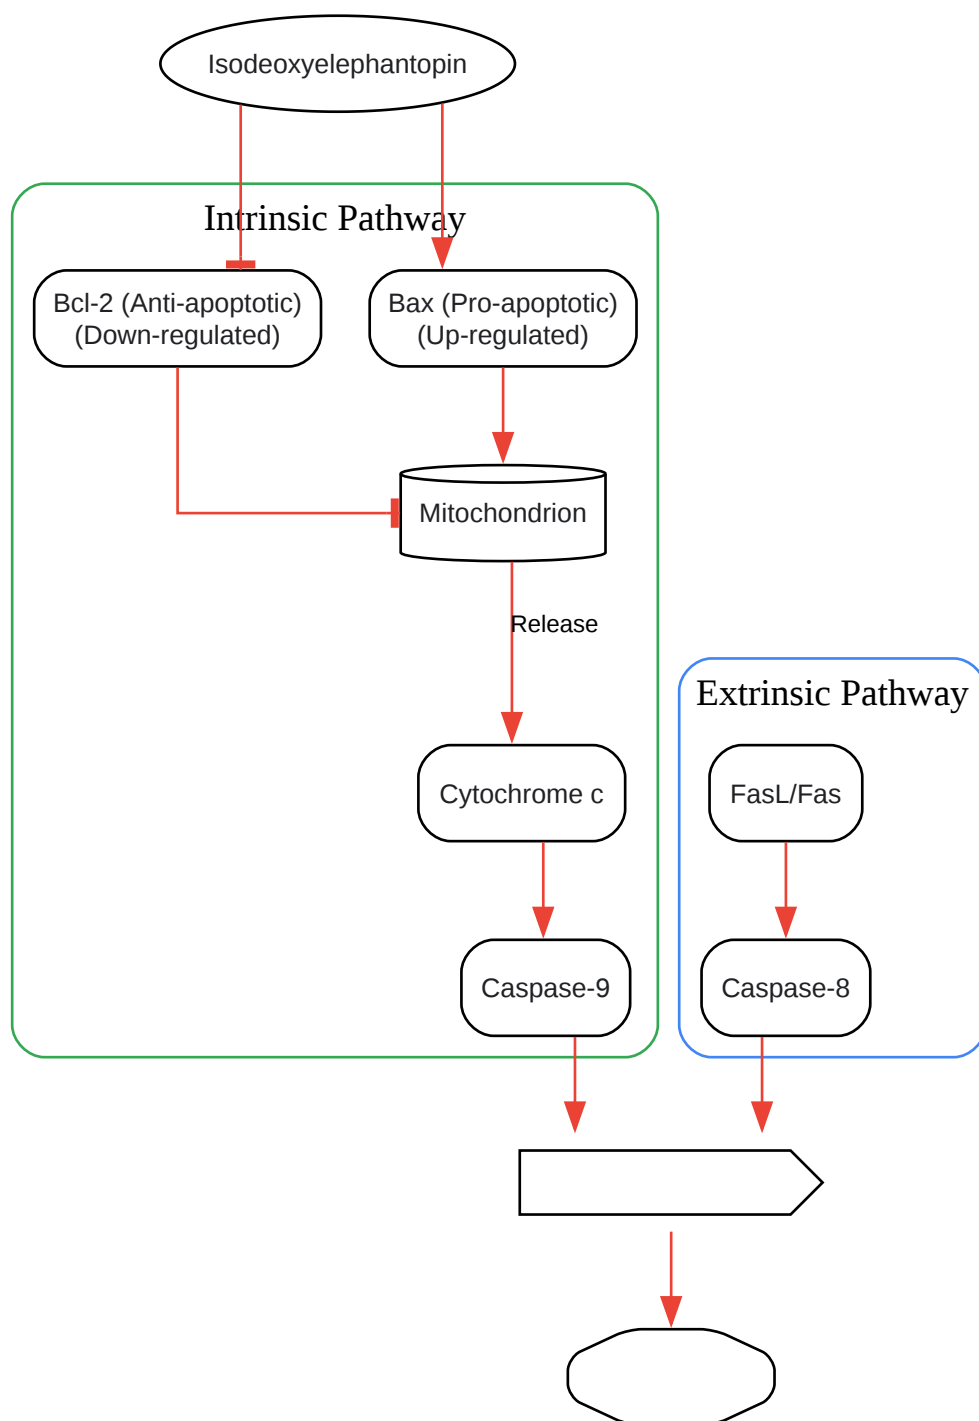 Isodeoxyelephantopin
Intrinsic Pathway
Bcl-2 (Anti-apoptotic)
(Down-regulated)
Bax (Pro-apoptotic)
(Up-regulated)
Mitochondrion
Release
Extrinsic Pathway
Cytochrome c
FasL/Fas
Caspase-9
Caspase-8